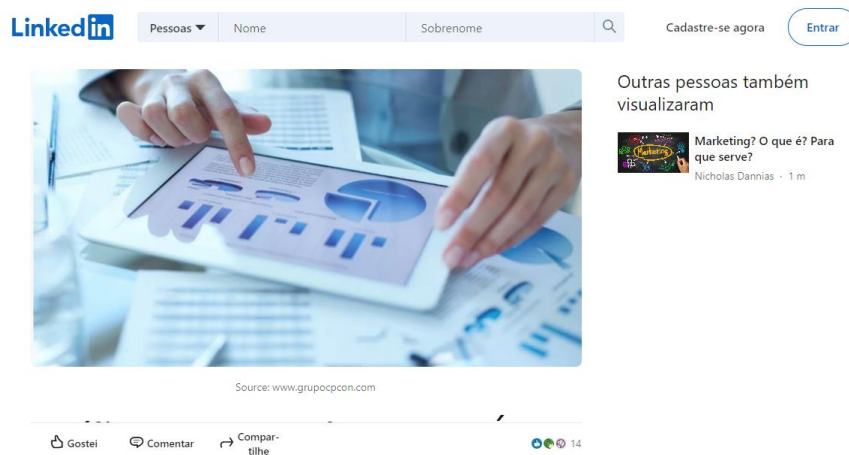 Linkedin
Pessoas
Nome
Sobrenome
Cadastre-se agora
Entrar
Outras pessoas também
visualizaram
Marketing
Marketing? O que é? Para
que serve?
Nicholas Dannias · 1 m
Source: www.grupocpcon.com
Gostei
Comentar
Compar-
tilhe
14